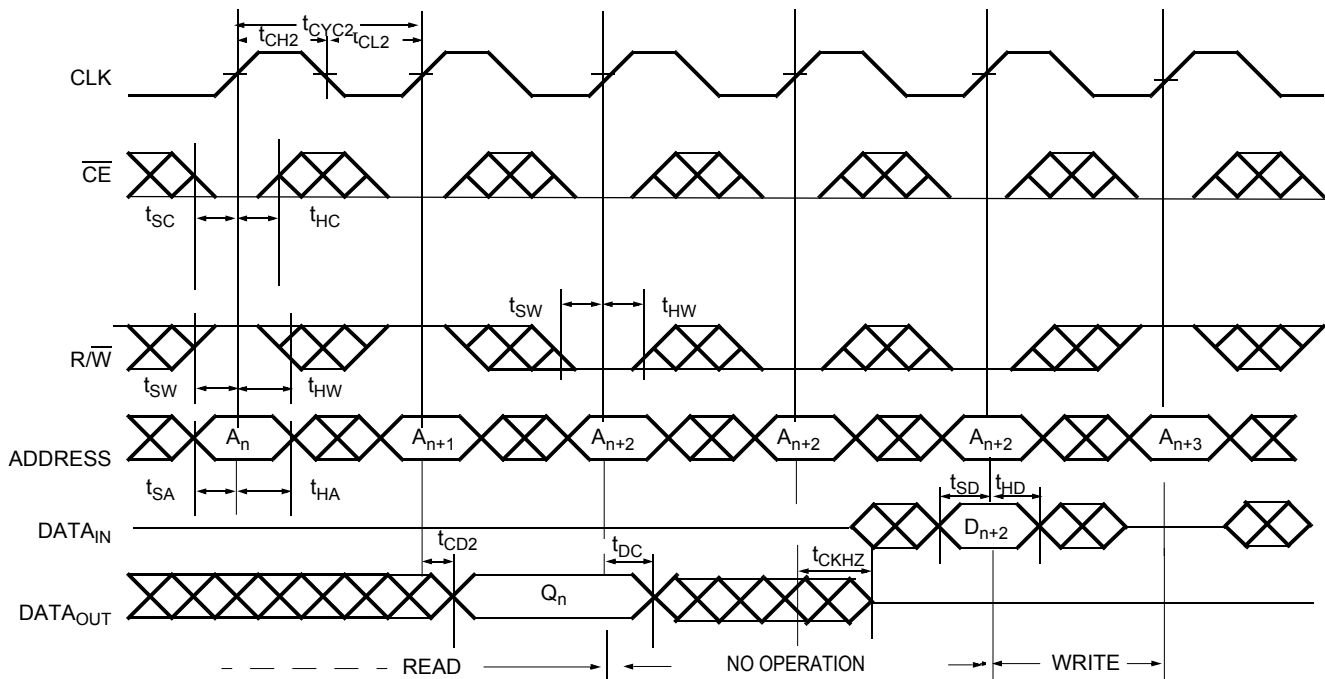 tCYC2
tCH2 tCL2
CLK
CE
tSC tHC
tSW tHW
R/W
tSW tHW
An An+1 An+2 An+2 An+2 An+3
ADDRESS
tSA tHA
tSD tHD
DATAIN Dn+2
tCD2 tDC tCKHZ
DATAOUT Qn
READ NO OPERATION WRITE